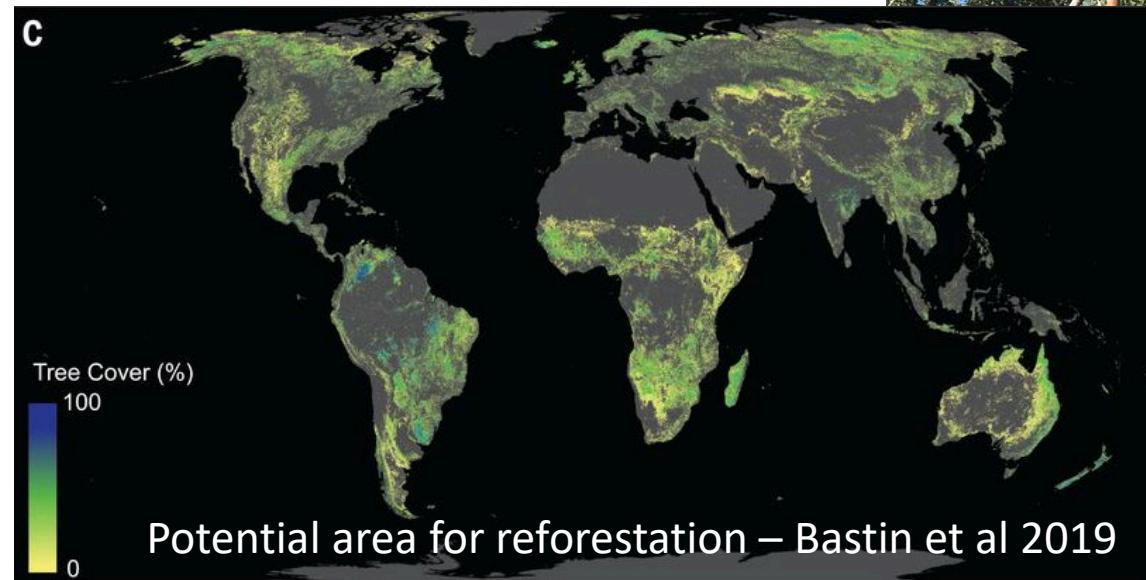 C
Tree Cover (%)
100
0
Potential area for reforestation – Bastin et al 2019